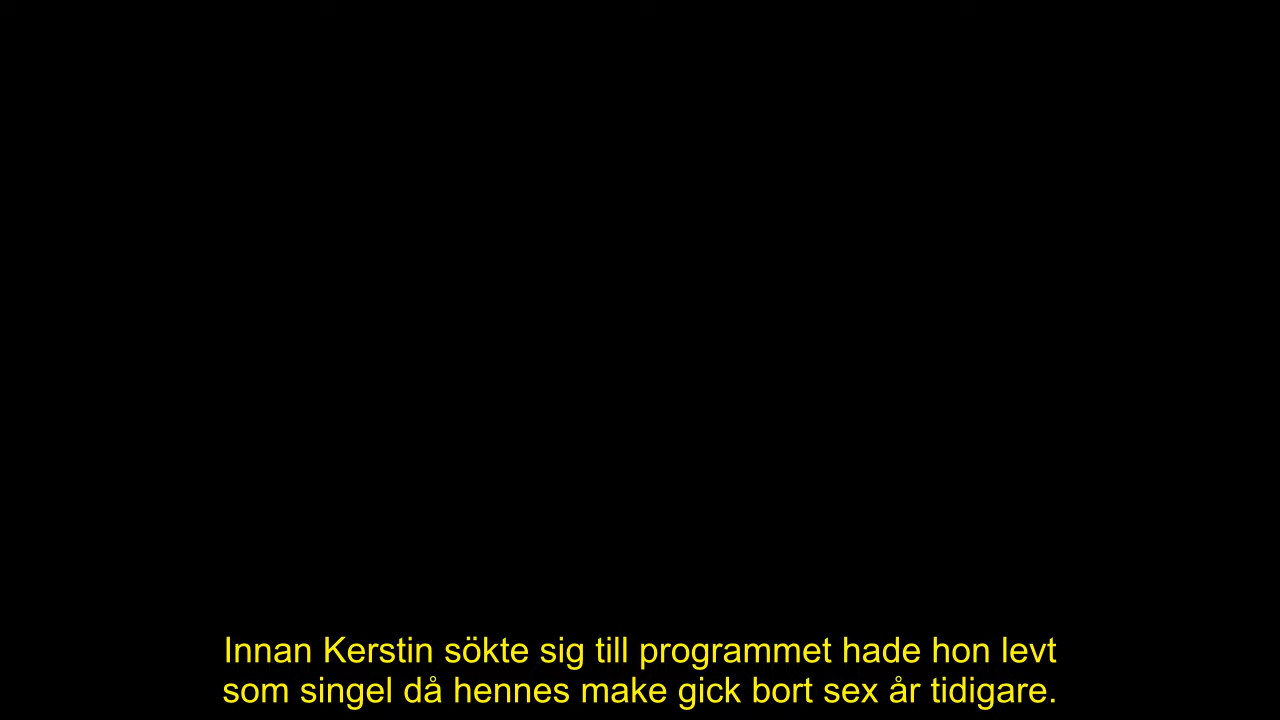 Innan Kerstin sökte sig till programmet hade hon levt
som singel då hennes make gick bort sex år tidigare.